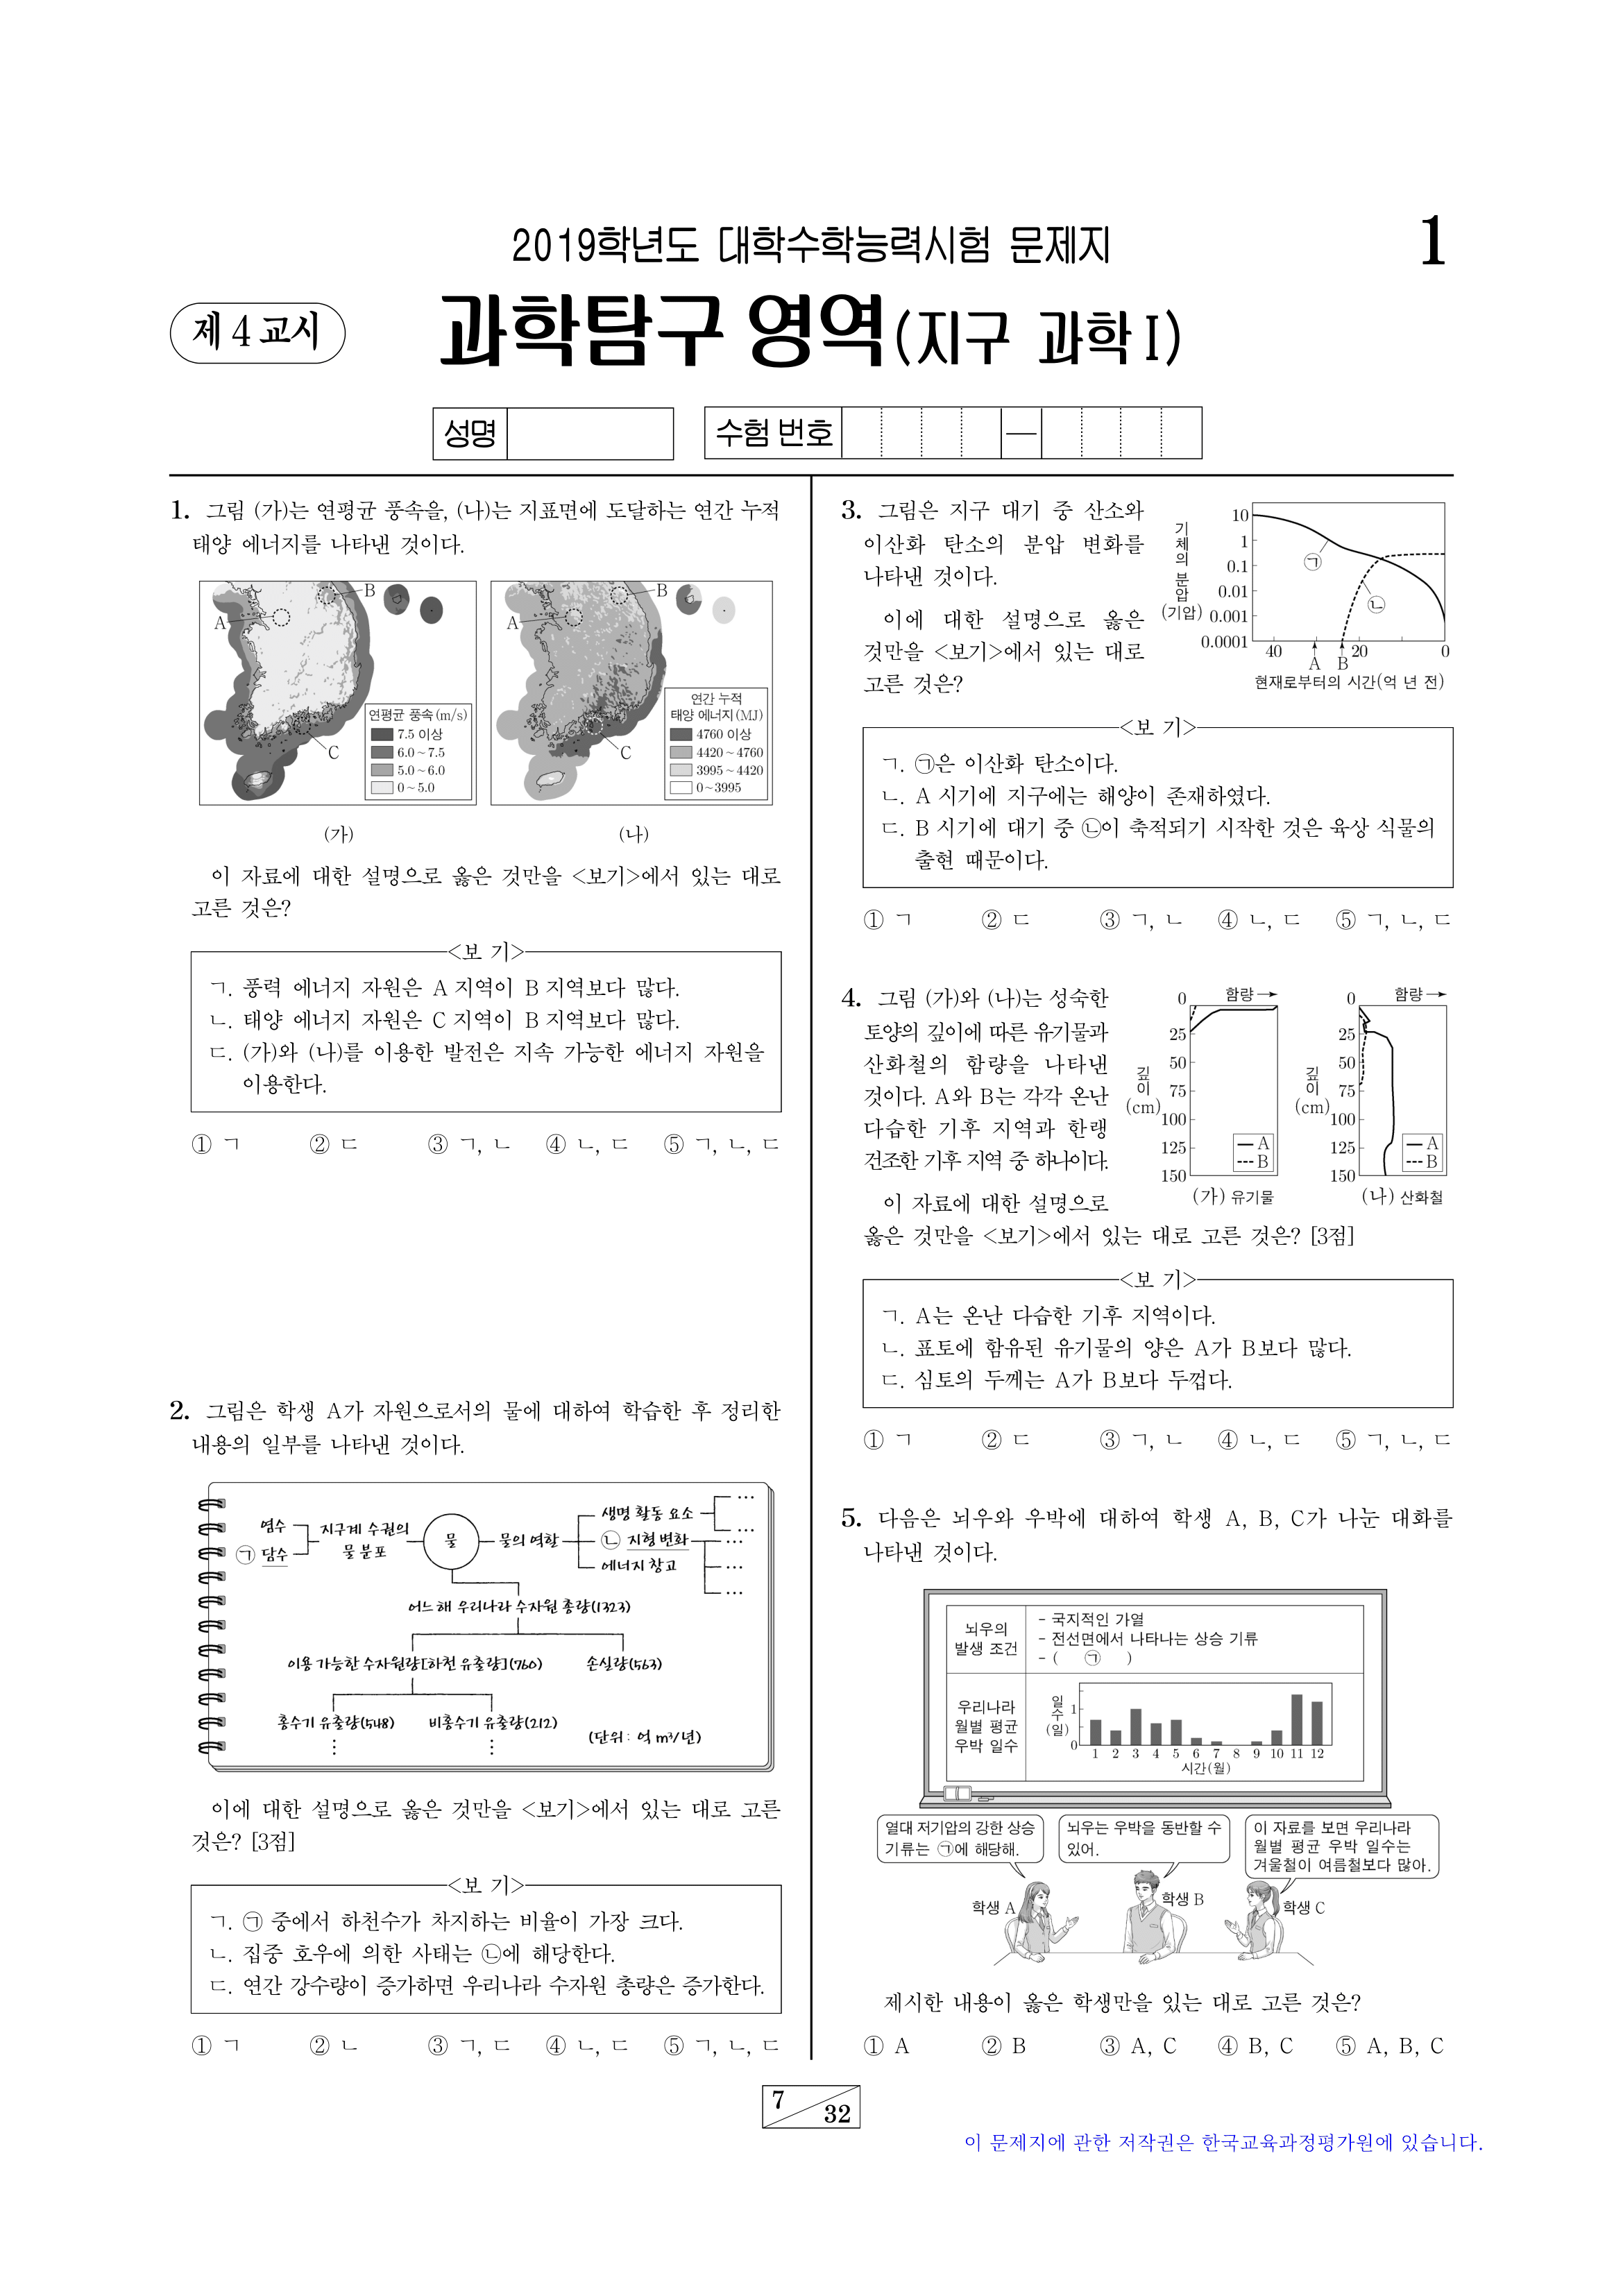 2019학년도 대학수학능력시험 문제지
1
제 4 교시
과학탐구 영역(지구 과학 I)
성명
수험 번호
—
1. 그림 (가)는 연평균 풍속을, (나)는 지표면에 도달하는 연간 누적
태양 에너지를 나타낸 것이다.
A
B
C
연평균 풍속(m/s)
7.5 이상
6.0 ~ 7.5
5.0 ~ 6.0
0 ~ 5.0
(가)
A
B
C
연간 누적
태양 에너지(MJ)
4760 이상
4420 ~ 4760
3995 ~ 4420
0 ~ 3995
(나)
이 자료에 대한 설명으로 옳은 것만을 <보기>에서 있는 대로
고른 것은?
<보 기>
ㄱ. 풍력 에너지 자원은 A 지역이 B 지역보다 많다.
ㄴ. 태양 에너지 자원은 C 지역이 B 지역보다 많다.
ㄷ. (가)와 (나)를 이용한 발전은 지속 가능한 에너지 자원을
이용한다.
① ㄱ ② ㄷ ③ ㄱ, ㄴ ④ ㄴ, ㄷ ⑤ ㄱ, ㄴ, ㄷ
2. 그림은 학생 A가 자원으로서의 물에 대하여 학습한 후 정리한
내용의 일부를 나타낸 것이다.
염수
㉠ 담수
지구계 수권의
물 분포
물
물의 역할
생명 활동 요소
㉡ 지형 변화
에너지 창고
…
…
…
…
…
어느 해 우리나라 수자원 총량(1323)
이용 가능한 수자원량[하천 유출량](760)
손실량(563)
홍수기 유출량(548)
비홍수기 유출량(212)
⋮
⋮
(단위: 억 m³/년)
이에 대한 설명으로 옳은 것만을 <보기>에서 있는 대로 고른
것은? [3점]
<보 기>
ㄱ. ㉠ 중에서 하천수가 차지하는 비율이 가장 크다.
ㄴ. 집중 호우에 의한 사태는 ㉡에 해당한다.
ㄷ. 연간 강수량이 증가하면 우리나라 수자원 총량은 증가한다.
① ㄱ ② ㄴ ③ ㄱ, ㄷ ④ ㄴ, ㄷ ⑤ ㄱ, ㄴ, ㄷ
3. 그림은 지구 대기 중 산소와
이산화 탄소의 분압 변화를
나타낸 것이다.
이에 대한 설명으로 옳은
것만을 <보기>에서 있는 대로
고른 것은?
기체의 분압
(기압)
10
1
0.1
0.01
0.001
0.0001
㉠
㉡
40
20
0
A
B
현재로부터의 시간(억 년 전)
<보 기>
ㄱ. ㉠은 이산화 탄소이다.
ㄴ. A 시기에 지구에는 해양이 존재하였다.
ㄷ. B 시기에 대기 중 ㉡이 축적되기 시작한 것은 육상 식물의
출현 때문이다.
① ㄱ ② ㄷ ③ ㄱ, ㄴ ④ ㄴ, ㄷ ⑤ ㄱ, ㄴ, ㄷ
4. 그림 (가)와 (나)는 성숙한
토양의 깊이에 따른 유기물과
산화철의 함량을 나타낸
것이다. A와 B는 각각 온난
다습한 기후 지역과 한랭
건조한 기후 지역 중 하나이다.
이 자료에 대한 설명으로
옳은 것만을 <보기>에서 있는 대로 고른 것은? [3점]
함량→
0
25
50
75
100
125
150
깊이
(cm)
A
B
(가) 유기물
함량→
0
25
50
75
100
125
150
깊이
(cm)
A
B
(나) 산화철
<보 기>
ㄱ. A는 온난 다습한 기후 지역이다.
ㄴ. 표토에 함유된 유기물의 양은 A가 B보다 많다.
ㄷ. 심토의 두께는 A가 B보다 두껍다.
① ㄱ ② ㄷ ③ ㄱ, ㄴ ④ ㄴ, ㄷ ⑤ ㄱ, ㄴ, ㄷ
5. 다음은 뇌우와 우박에 대하여 학생 A, B, C가 나눈 대화를
나타낸 것이다.
뇌우의
발생 조건
- 국지적인 가열
- 전선면에서 나타나는 상승 기류
- ( ㉠ )
우리나라
월별 평균
우박 일수
일수
(일)
1
0
1 2 3 4 5 6 7 8 9 10 11 12
시간(월)
열대 저기압의 강한 상승
기류는 ㉠에 해당해.
뇌우는 우박을 동반할 수
있어.
이 자료를 보면 우리나라
월별 평균 우박 일수는
겨울철이 여름철보다 많아.
학생 A
학생 B
학생 C
제시한 내용이 옳은 학생만을 있는 대로 고른 것은?
① A ② B ③ A, C ④ B, C ⑤ A, B, C
7
32
이 문제지에 관한 저작권은 한국교육과정평가원에 있습니다.